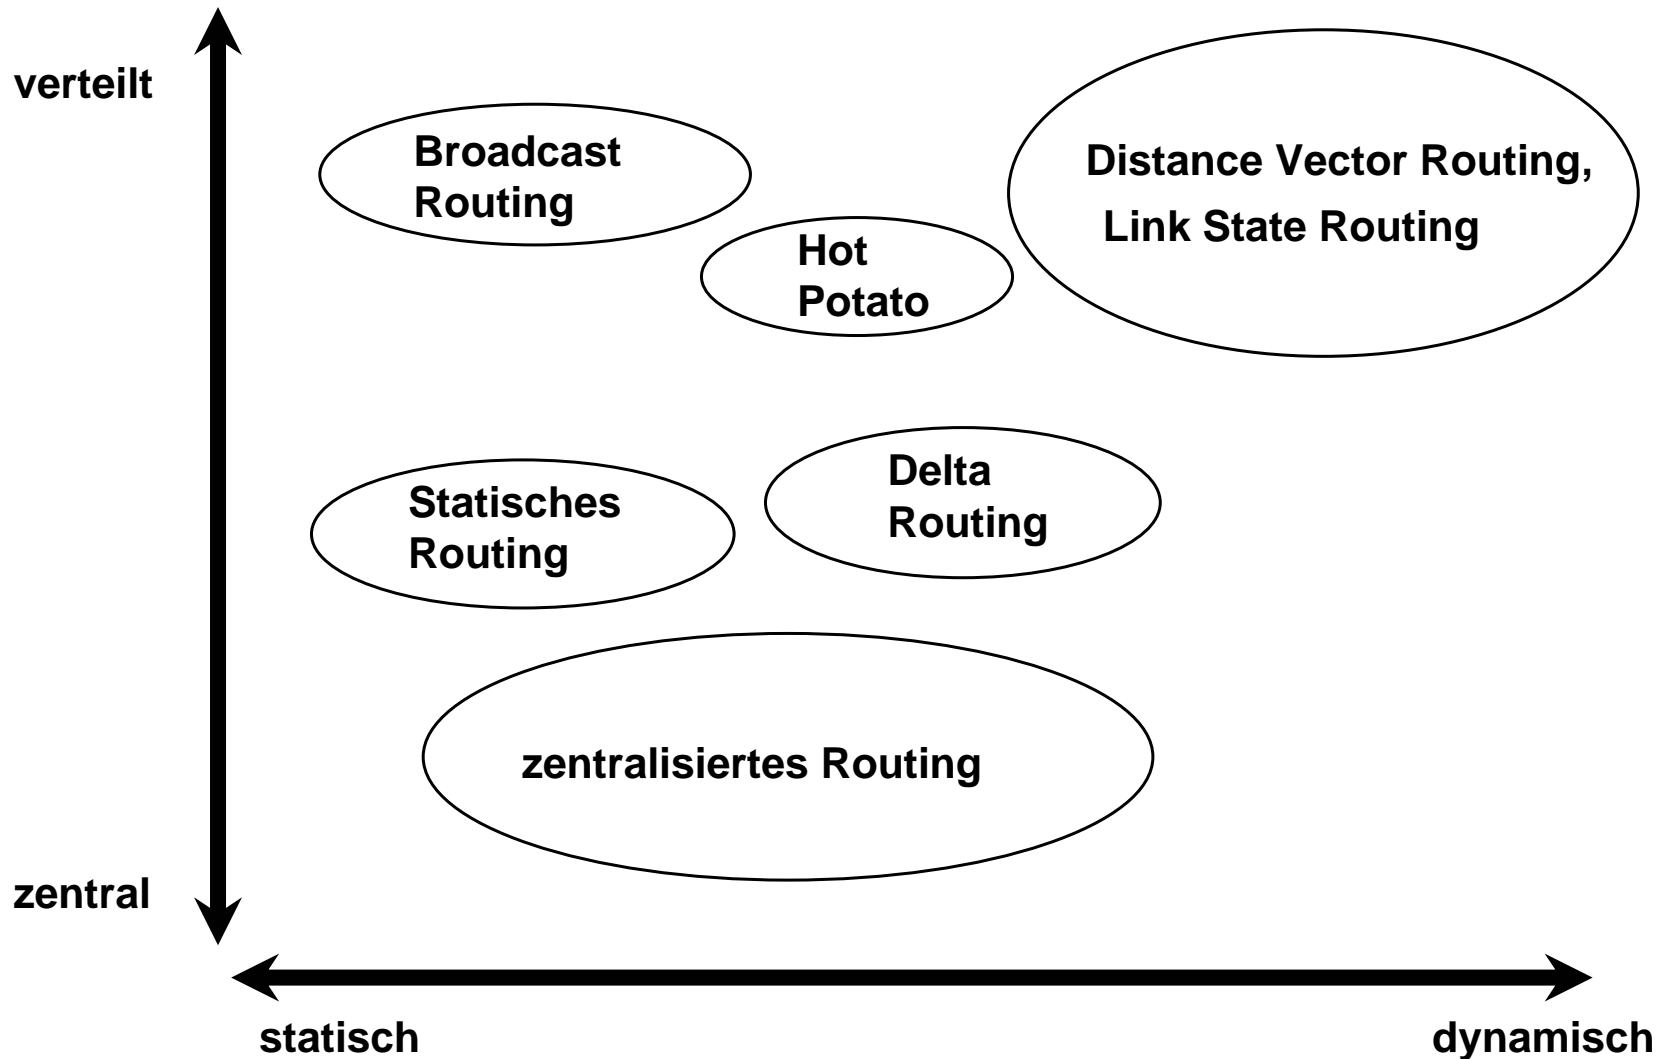 verteilt
Broadcast
Routing
Distance Vector Routing,
Link State Routing
Hot
Potato
Statisches
Routing
Delta
Routing
zentralisiertes Routing
zentral
statisch
dynamisch